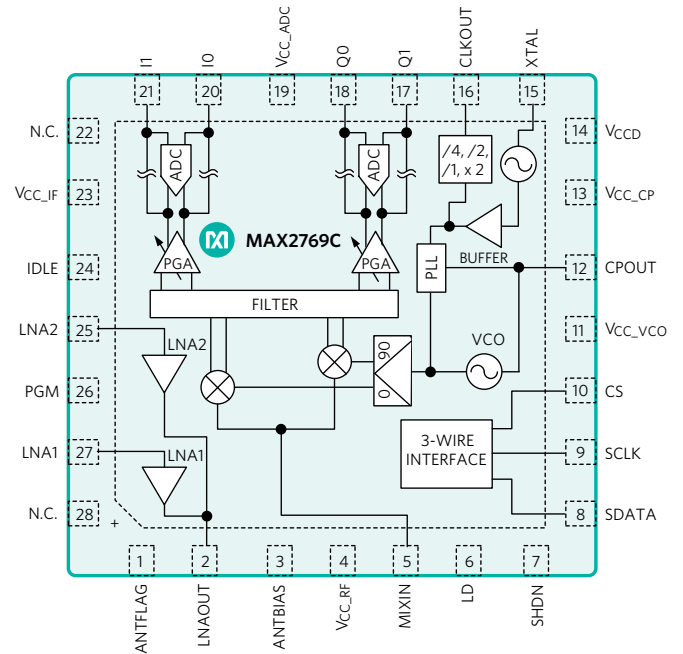 I1
I0
VCC_ADC
Q0
Q1
CLKOUT
XTAL
21
20
19
18
17
16
15
N.C.
22
14
VCCD
ADC
ADC
/4, /2,
/1, x 2
VCC_IF
23
13
VCC_CP
MAX2769C
PGA
PGA
PLL
BUFFER
IDLE
24
12
CPOUT
FILTER
LNA2
25
11
VCC_VCO
LNA2
90
0
VCO
PGM
26
10
CS
LNA1
27
LNA1
3-WIRE
INTERFACE
9
SCLK
N.C.
28
+
8
SDATA
1
2
3
4
5
6
7
ANTFLAG
LNAOUT
ANTBIAS
VCC_RF
MIXIN
LD
SHDN